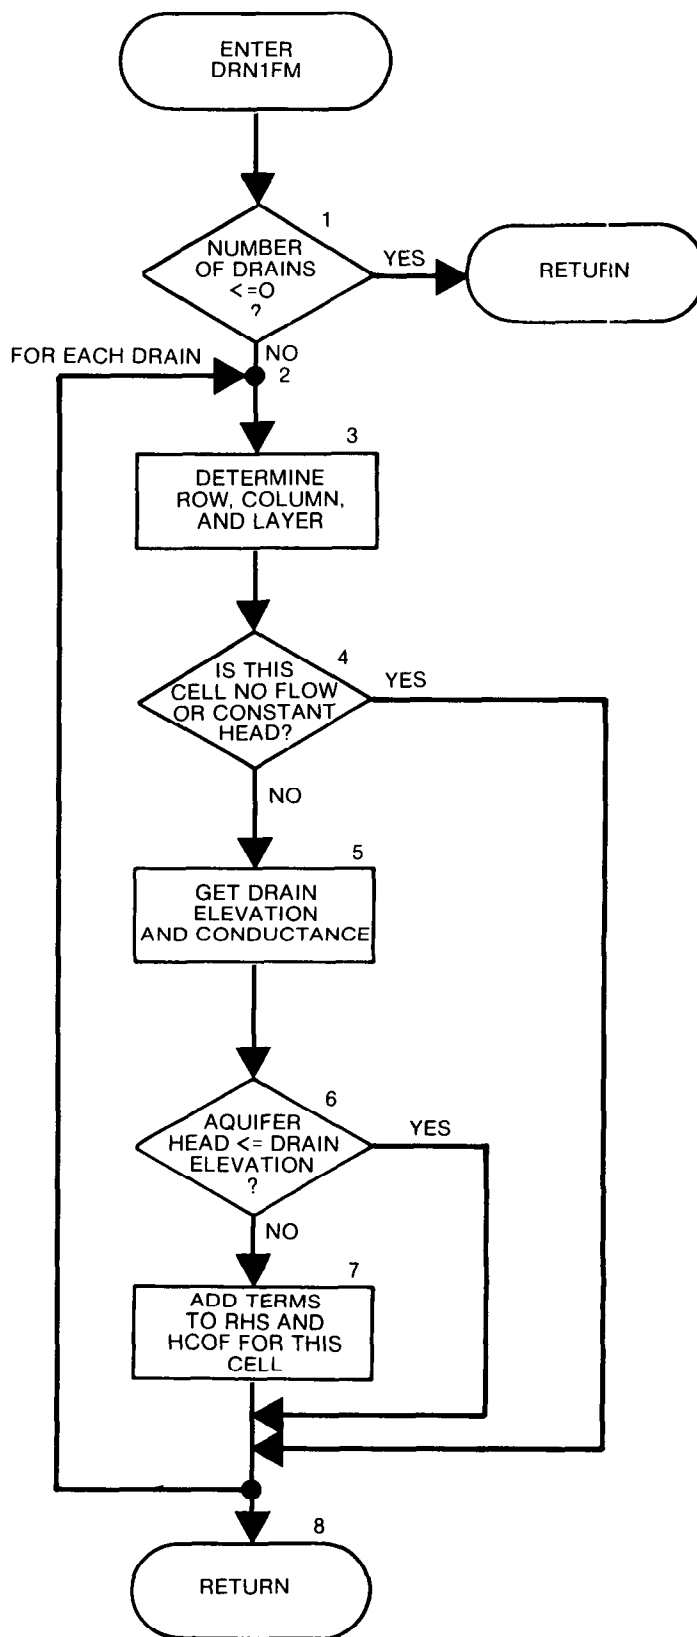 ENTER
DRN1FM
1
NUMBER
OF DRAINS
<=0
?
YES
RETURN
NO
FOR EACH DRAIN
2
3
DETERMINE
ROW, COLUMN,
AND LAYER
4
IS THIS
CELL NO FLOW
OR CONSTANT
HEAD?
YES
NO
5
GET DRAIN
ELEVATION
AND CONDUCTANCE
6
AQUIFER
HEAD <= DRAIN
ELEVATION
?
YES
NO
7
ADD TERMS
TO RHS AND
HCOF FOR THIS
CELL
8
RETURN